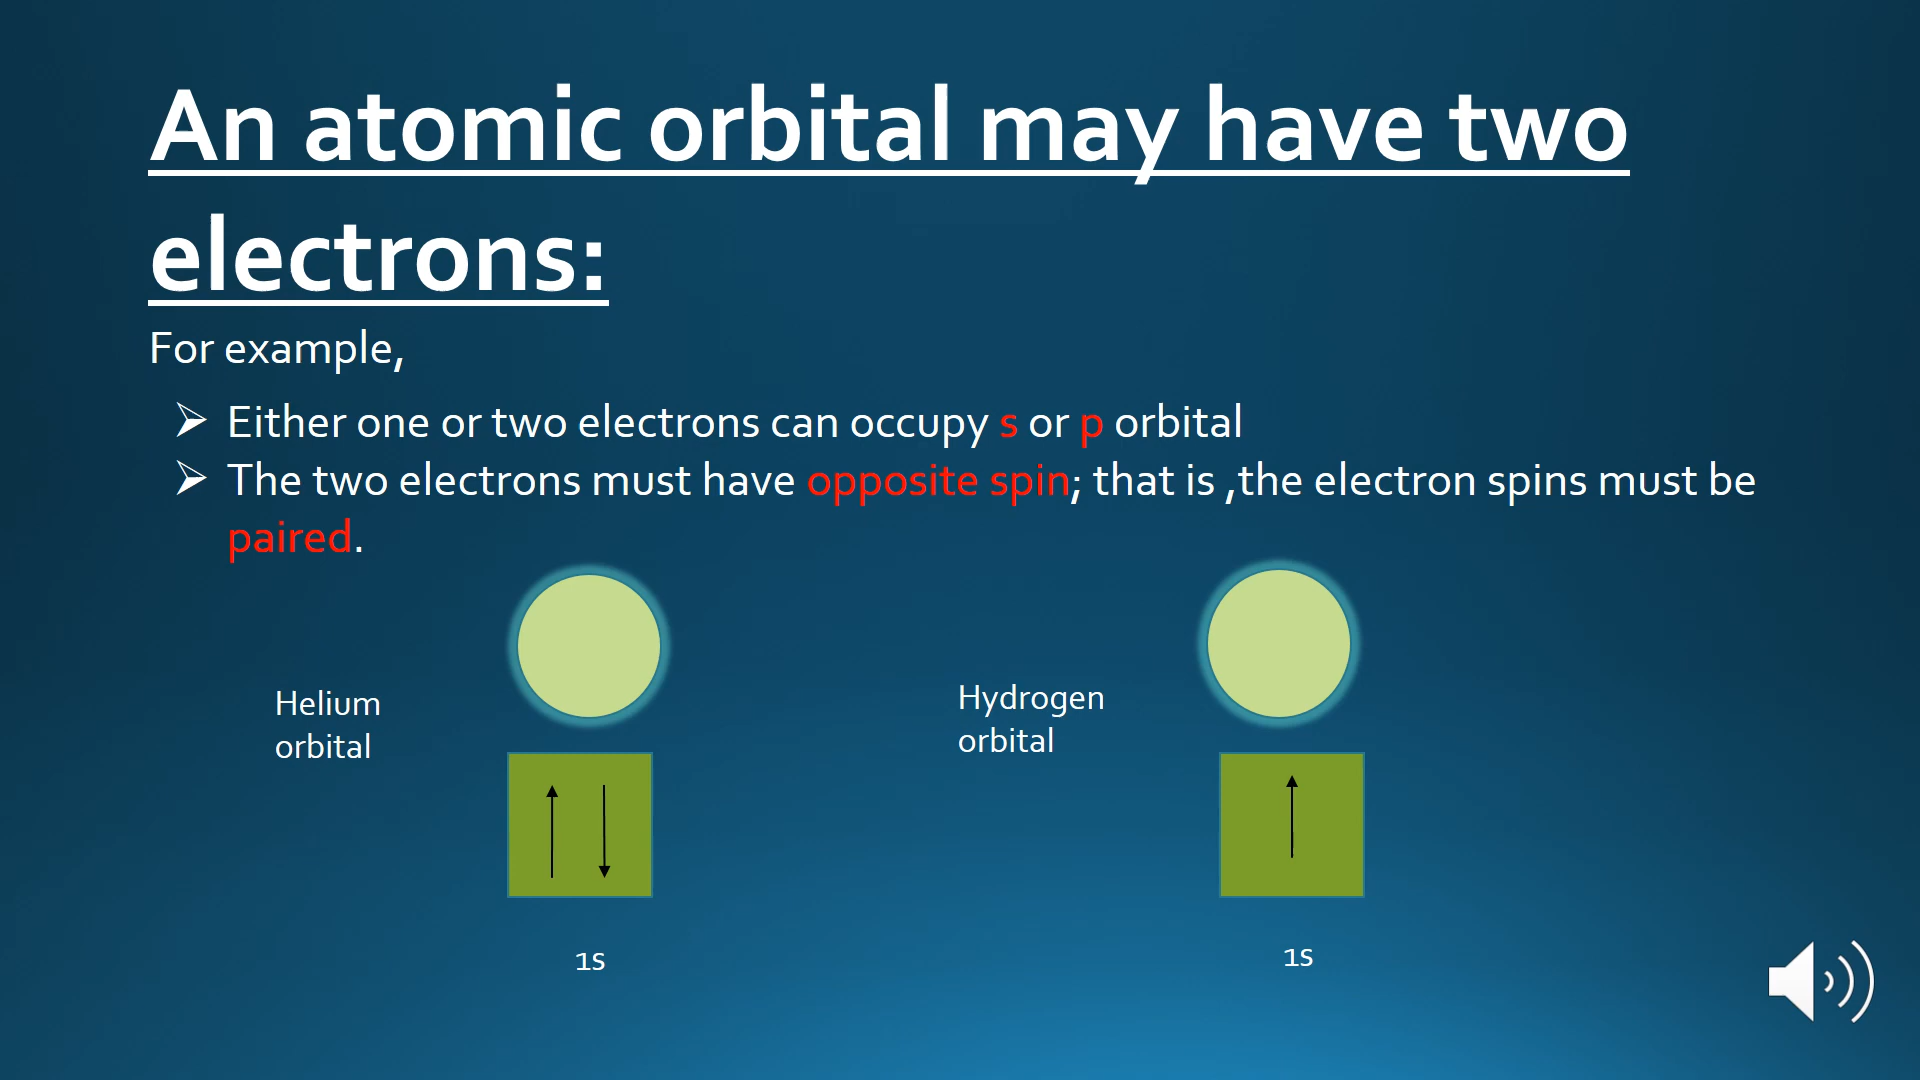 An atomic orbital may have two
electrons:
For example,
Either one or two electrons can occupy s or p orbital
The two electrons must have opposite spin; that is ,the electron spins must be
paired.
Helium
orbital
Hydrogen
orbital
1s
1s